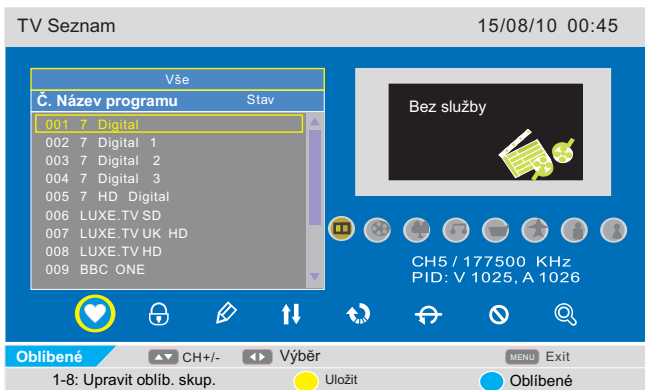 TV Seznam 15/08/10 00:45
Vše
Č. Název programu Stav
001 7 Digital
002 7 Digital 1
003 7 Digital 2
004 7 Digital 3
005 7 HD Digital
006 LUXE.TV SD
007 LUXE.TV UK HD
008 LUXE.TV HD
009 BBC ONE
Bez služby
CH5 / 177500 KHz
PID: V 1025, A 1026
Oblíbené CH+/- Výběr MENU Exit
1-8: Upravit oblíb. skup. Uložit Oblíbené